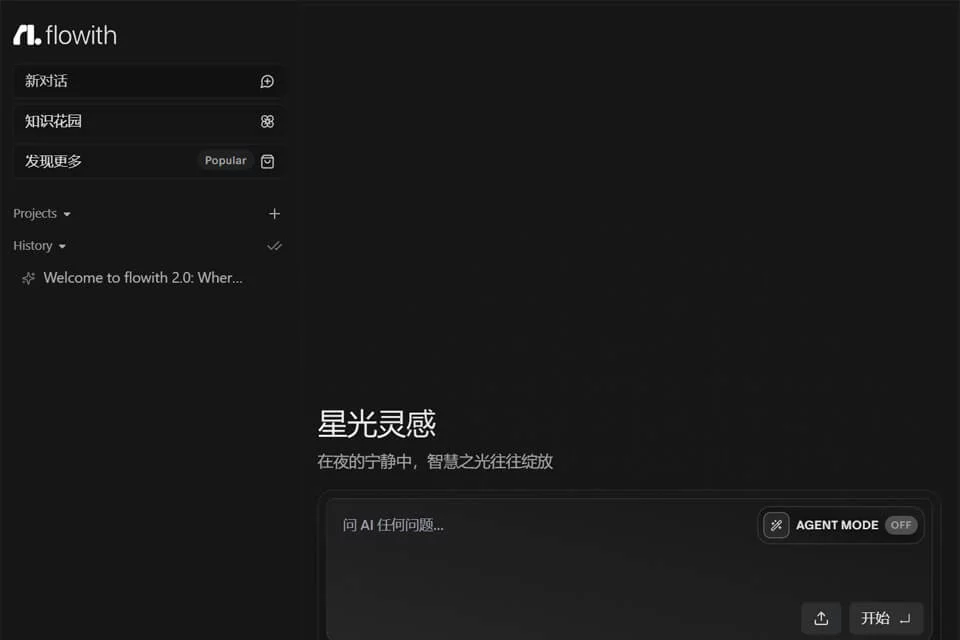 flowith
新对话
知识花园
发现更多 Popular
Projects
History
Welcome to flowith 2.0: Wher...
星光灵感
在夜的宁静中，智慧之光往往绽放
问 AI 任何问题...
AGENT MODE OFF
开始